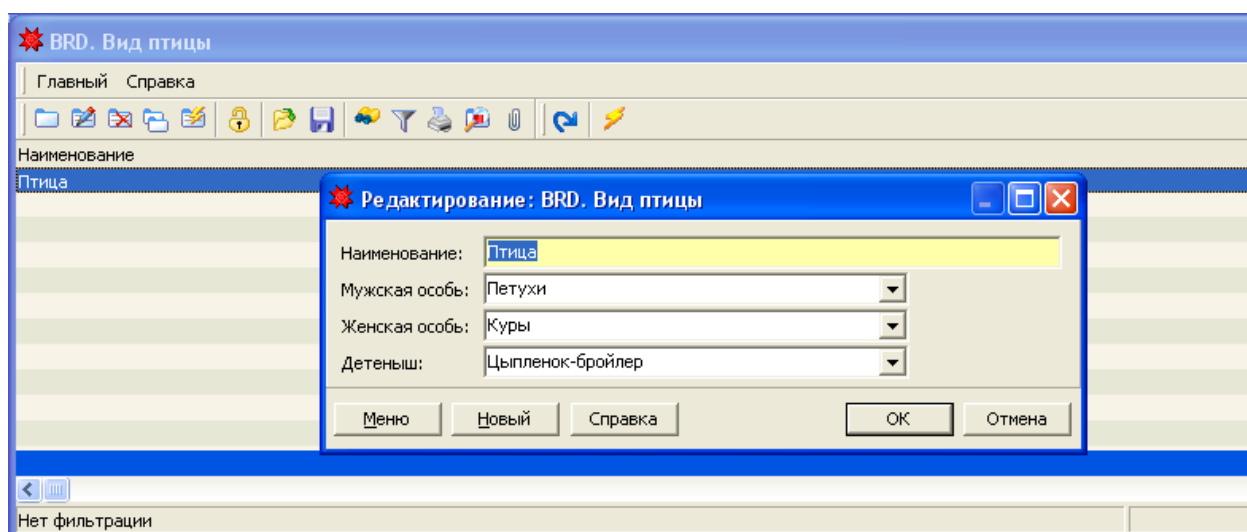 BRD. Вид птицы
Главный Справка
Наименование
Птица
Редактирование: BRD. Вид птицы
Наименование: Птица
Мужская особь: Петухи
Женская особь: Куры
Детеныш: Цыпленок-бройлер
Меню Новый Справка ОК Отмена
Нет фильтрации